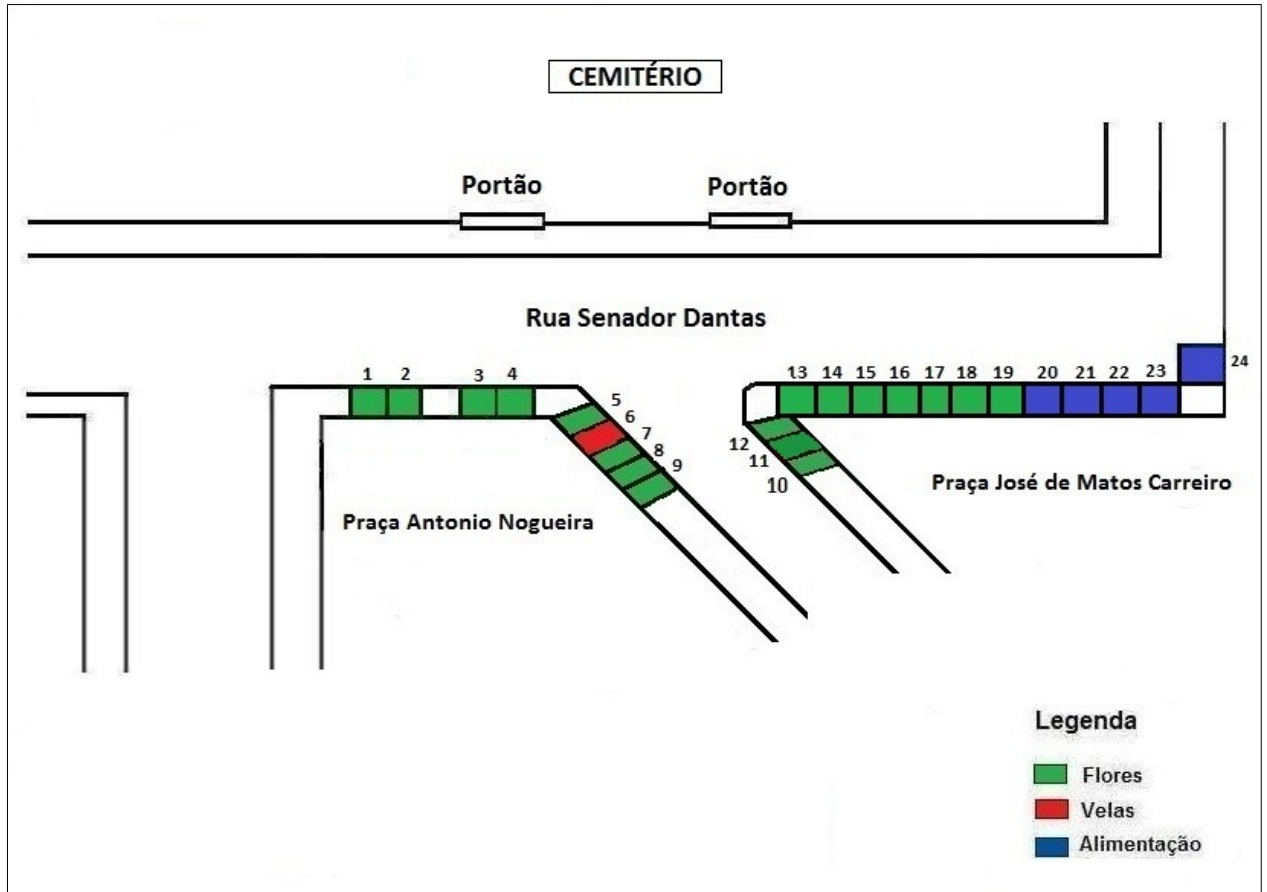 CEMITÉRIO
Portão Portão
Rua Senador Dantas
1 2 3 4 5 6 7 8 9
13 14 15 16 17 18 19 20 21 22 23 24
12 11 10
Praça Antonio Nogueira
Praça José de Matos Carreiro
Legenda
Flores
Velas
Alimentação